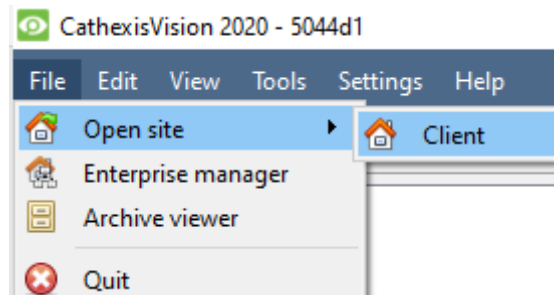 CathexisVision 2020 - 5044d1
File Edit View Tools Settings Help
Open site Client
Enterprise manager
Archive viewer
Quit